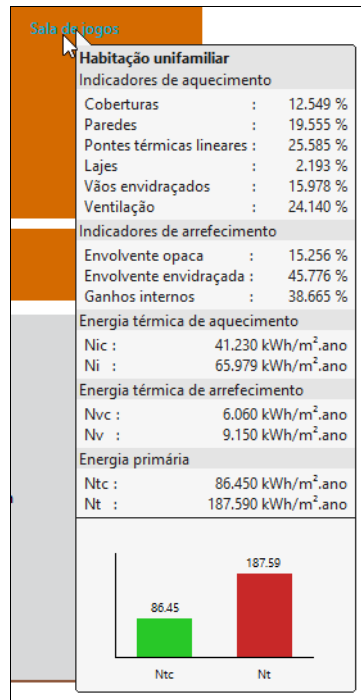 Sala de jogos
Habitação unifamiliar
Indicadores de aquecimento
Coberturas : 12.549 %
Paredes : 19.555 %
Pontes térmicas lineares : 25.585 %
Lajes : 2.193 %
Vãos envidraçados : 15.978 %
Ventilação : 24.140 %
Indicadores de arrefecimento
Envolvente opaca : 15.256 %
Envolvente envidraçada : 45.776 %
Ganhos internos : 38.665 %
Energia térmica de aquecimento
Nic : 41.230 kWh/m².ano
Ni : 65.979 kWh/m².ano
Energia térmica de arrefecimento
Nvc : 6.060 kWh/m².ano
Nv : 9.150 kWh/m².ano
Energia primária
Ntc : 86.450 kWh/m².ano
Nt : 187.590 kWh/m².ano
187.59
86.45
Ntc Nt